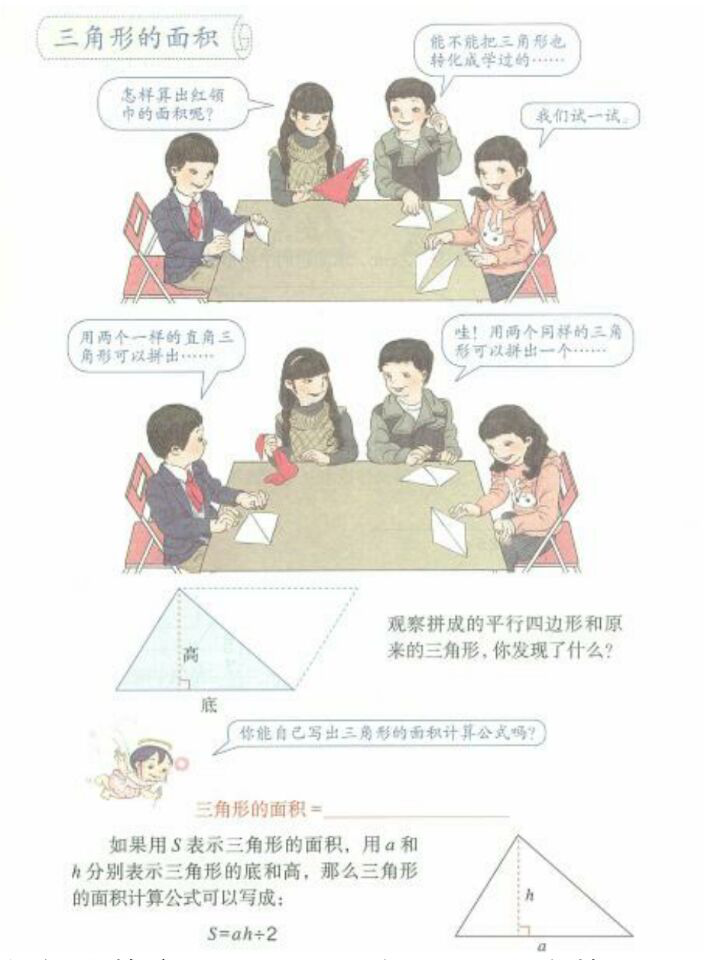 三角形的面积
能不能把三角形也
转化成学过的……
怎样算出红领
巾的面积呢？
我们试一试。
用两个一样的直角三
角形可以拼出……
哇！用两个同样的三角
形可以拼出一个……
高
底
观察拼成的平行四边形和原
来的三角形，你发现了什么？
你能自己写出三角形的面积计算公式吗？
三角形的面积=
如果用S表示三角形的面积，用a和
h分别表示三角形的底和高，那么三角形
的面积计算公式可以写成：
S=ah÷2
h
a